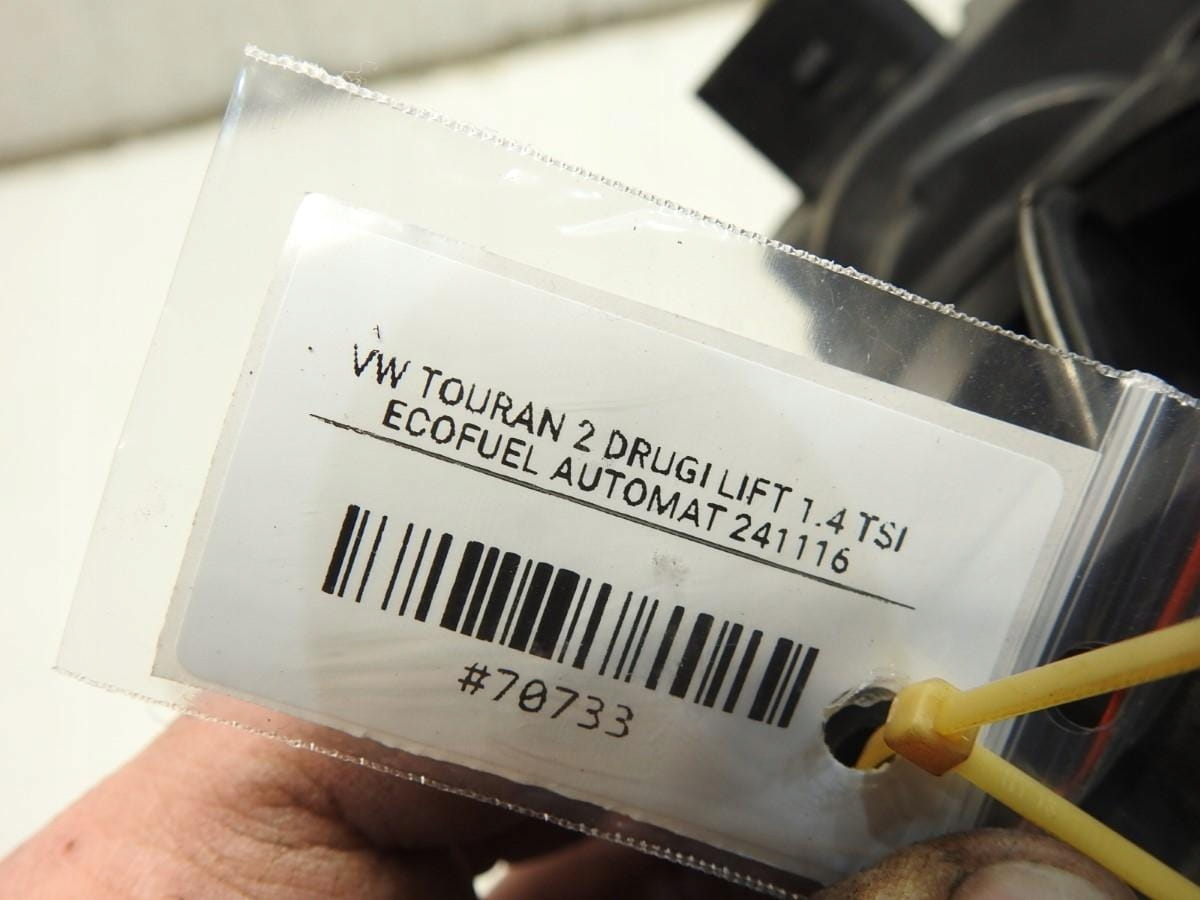 VW TOURAN 2 DRUGI LIFT 1.4 TSI
ECOFUEL AUTOMAT 241116
#70733